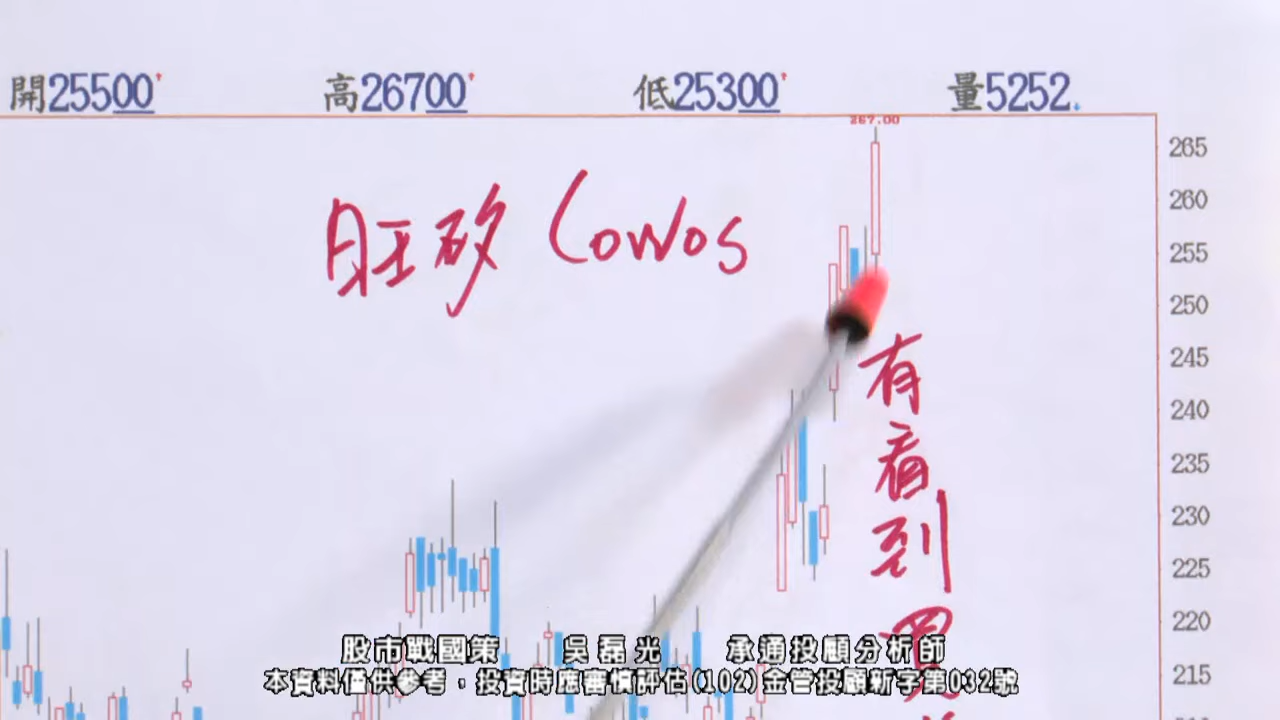 開25500 高26700 低25300 量5252
267.00
旺矽 CoWoS
有看到買
265
260
255
250
245
240
235
230
225
220
215
股市戰國策 吳磊光 承通投顧分析師
本資料僅供參考，投資時應審慎評估(102)金管投顧新字第032號